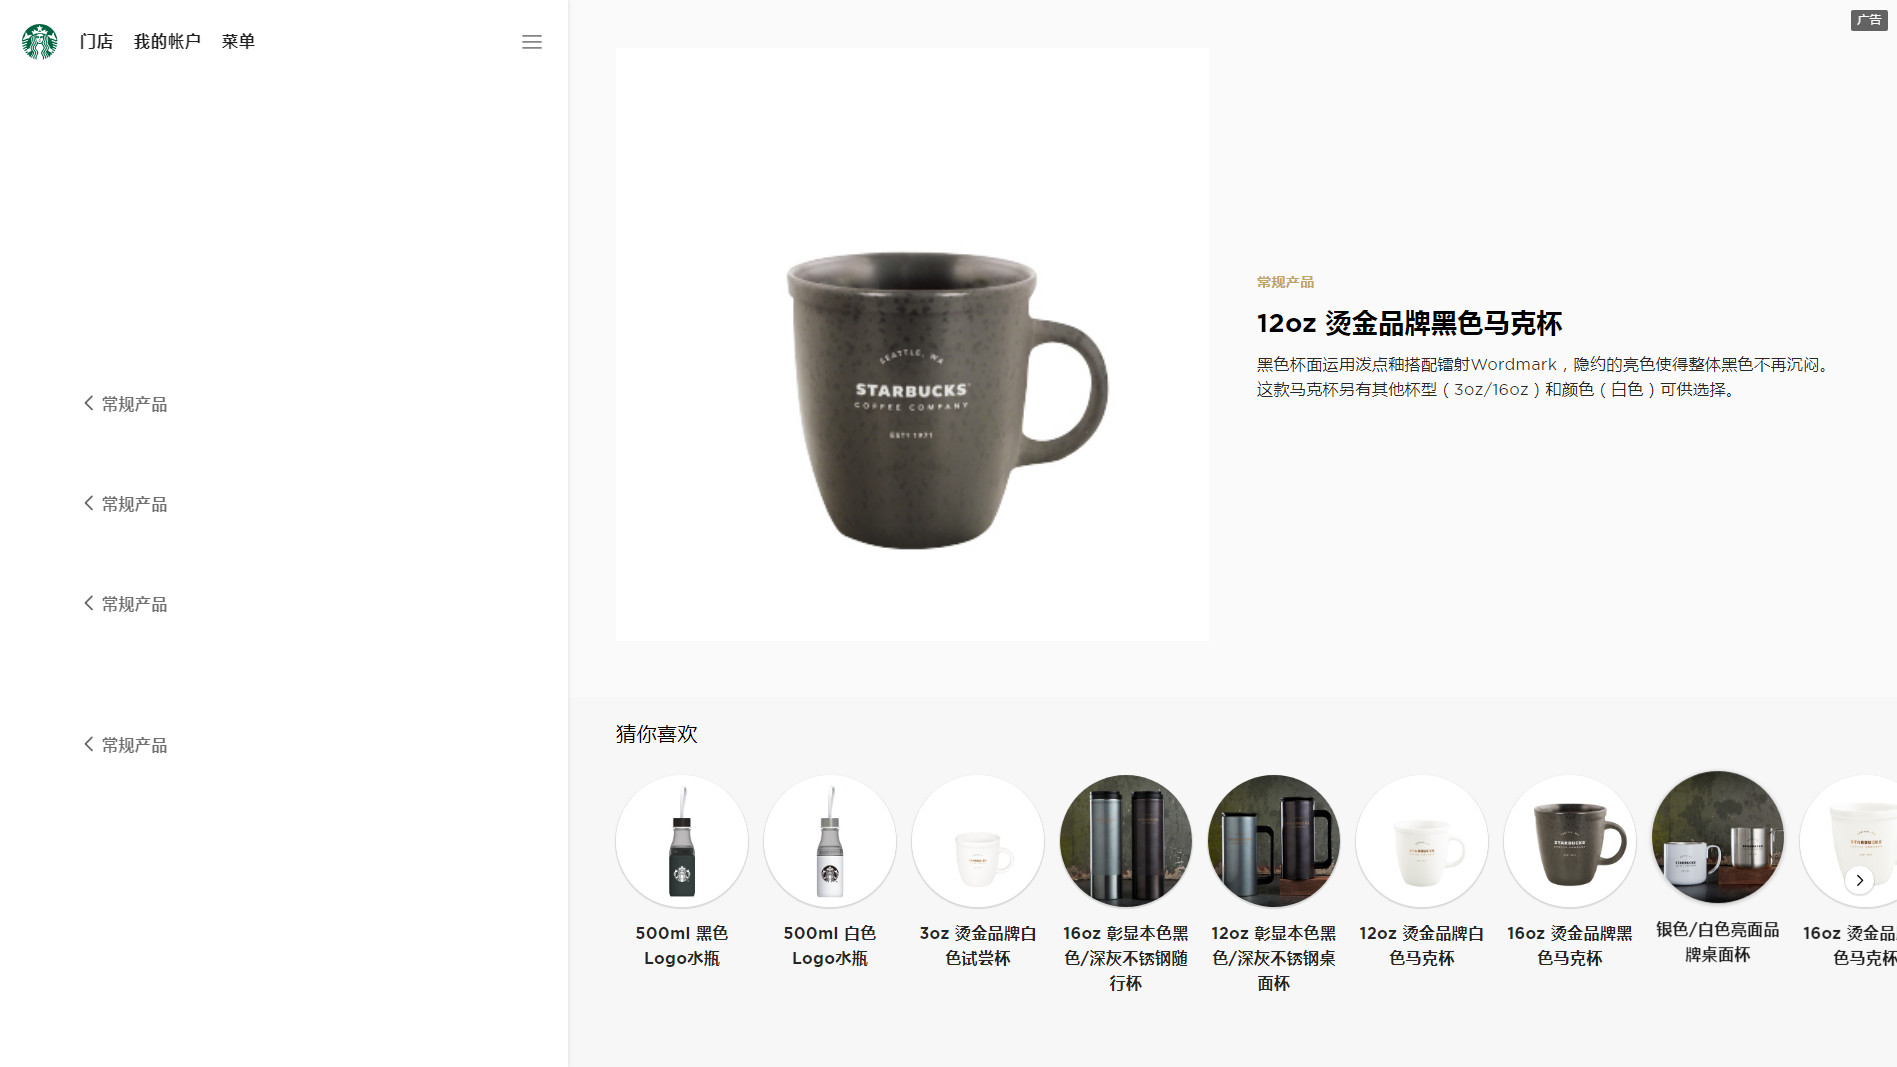 门店 我的帐户 菜单
广告
常规产品
常规产品
常规产品
常规产品
SEATTLE, WA
STARBUCKS
COFFEE COMPANY
ESTT 1971
常规产品
12oz 烫金品牌黑色马克杯
黑色杯面运用泼点釉搭配镭射Wordmark，隐约的亮色使得整体黑色不再沉闷。
这款马克杯另有其他杯型（3oz/16oz）和颜色（白色）可供选择。
猜你喜欢
500ml 黑色
Logo水瓶
500ml 白色
Logo水瓶
3oz 烫金品牌白
色试尝杯
16oz 彰显本色黑
色/深灰不锈钢随
行杯
12oz 彰显本色黑
色/深灰不锈钢桌
面杯
12oz 烫金品牌白
色马克杯
16oz 烫金品牌黑
色马克杯
银色/白色亮面品
牌桌面杯
16oz 烫金品
色马克杯